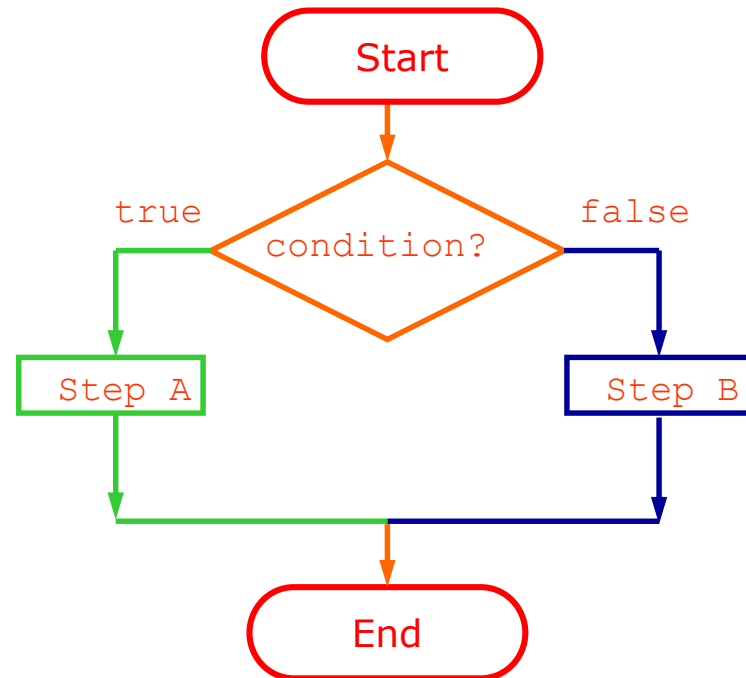 Start
true
false
condition?
Step A
Step B
End